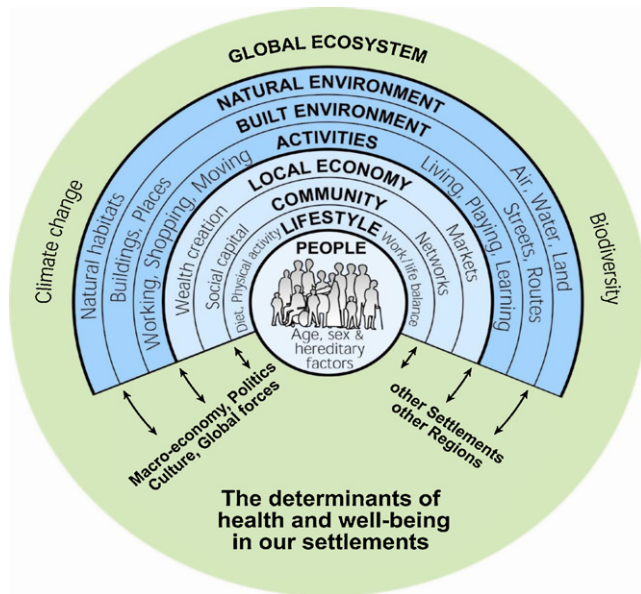 GLOBAL ECOSYSTEM
NATURAL ENVIRONMENT
BUILT ENVIRONMENT
ACTIVITIES
LOCAL ECONOMY
COMMUNITY
LIFESTYLE
PEOPLE
Age, sex &
hereditary
factors
Climate change
Natural habitats
Buildings, Places
Working, Shopping, Moving
Wealth creation
Social capital
Diet, Physical activity
Work/life balance
Networks
Markets
Living, Playing, Learning
Streets, Routes
Air, Water, Land
Biodiversity
Macro-economy, Politics
Culture, Global forces
other Settlements
other Regions
The determinants of
health and well-being
in our settlements